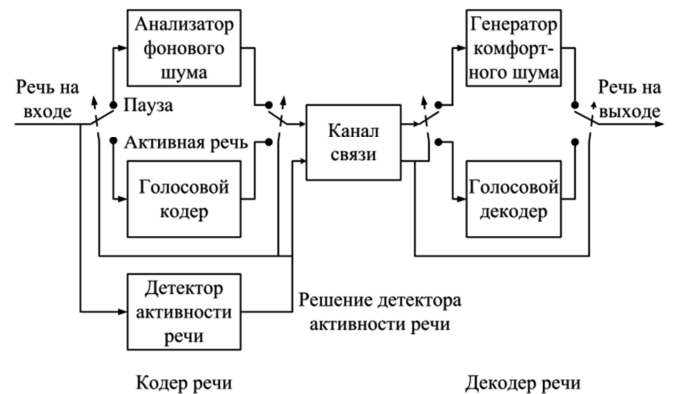 Анализатор
фонового
шума
Генератор
комфорт-
ного шума
Речь на
входе
Пауза
Активная речь
Канал
связи
Речь на
выходе
Голосовой
кодер
Голосовой
декодер
Детектор
активности
речи
Решение детектора
активности речи
Кодер речи
Декодер речи